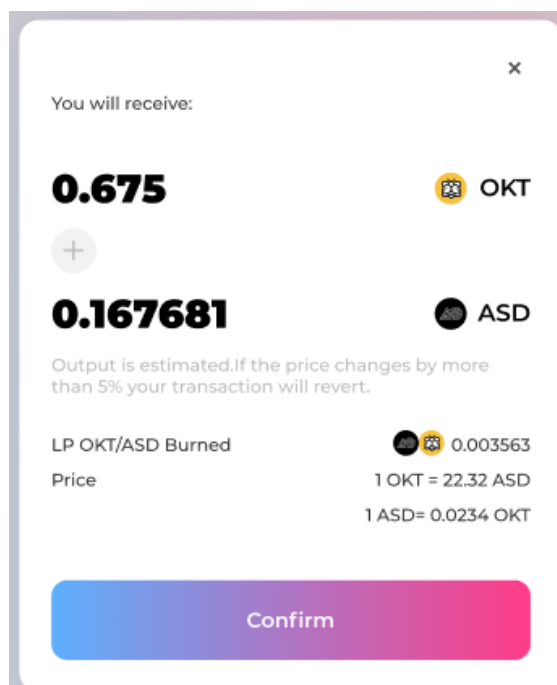 ×
You will receive:
0.675 OKT
+
0.167681 ASD
Output is estimated.If the price changes by more
than 5% your transaction will revert.
LP OKT/ASD Burned 0.003563
Price 1 OKT = 22.32 ASD
1 ASD= 0.0234 OKT
Confirm